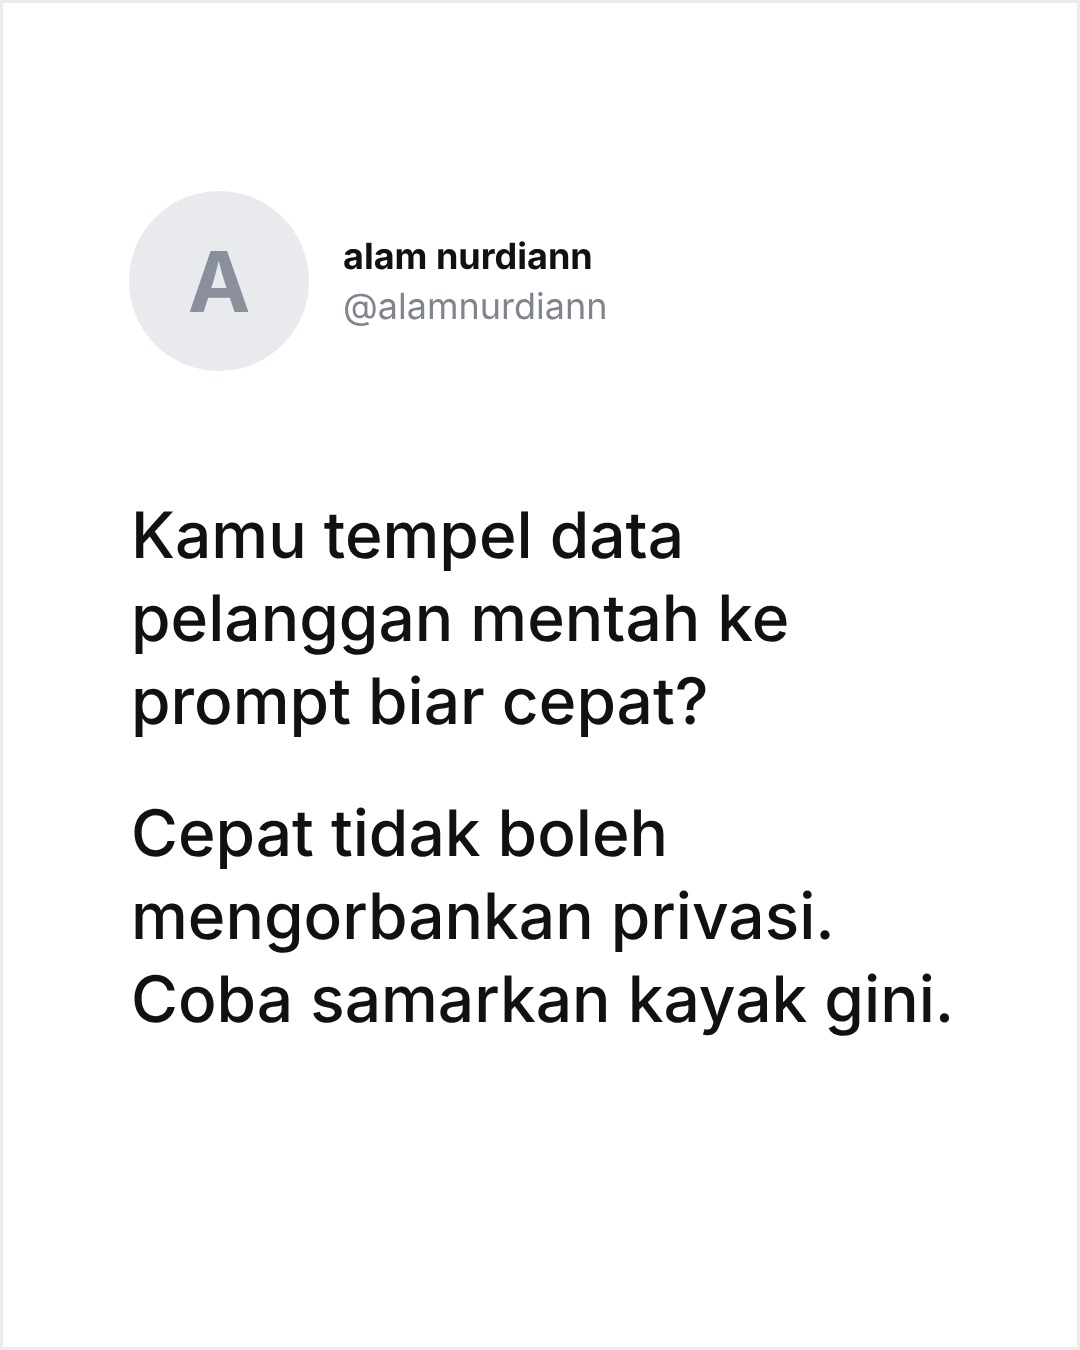 A
alam nurdiann
@alamnurdiann
Kamu tempel data
pelanggan mentah ke
prompt biar cepat?
Cepat tidak boleh
mengorbankan privasi.
Coba samarkan kayak gini.